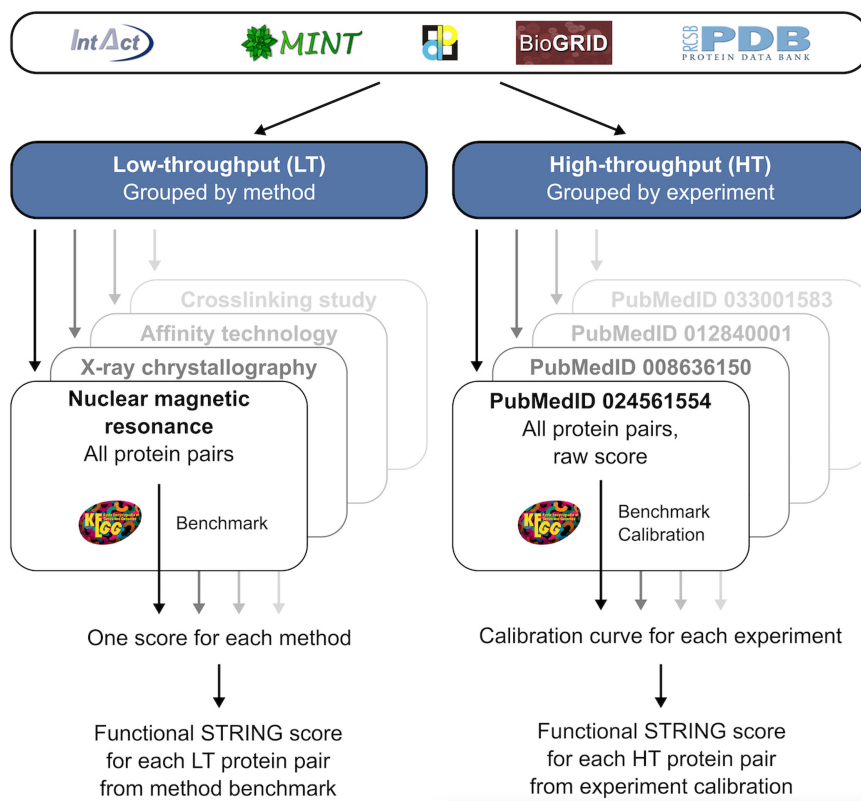 IntAct
MINT
dip
BioGRID
RCSB
PDB
PROTEIN DATA BANK
Low-throughput (LT)
Grouped by method
High-throughput (HT)
Grouped by experiment
Crosslinking study
Affinity technology
X-ray chrystallography
Nuclear magnetic
resonance
All protein pairs
KEGG
Benchmark
PubMedID 033001583
PubMedID 012840001
PubMedID 008636150
PubMedID 024561554
All protein pairs,
raw score
KEGG
Benchmark
Calibration
One score for each method
Calibration curve for each experiment
Functional STRING score
for each LT protein pair
from method benchmark
Functional STRING score
for each HT protein pair
from experiment calibration